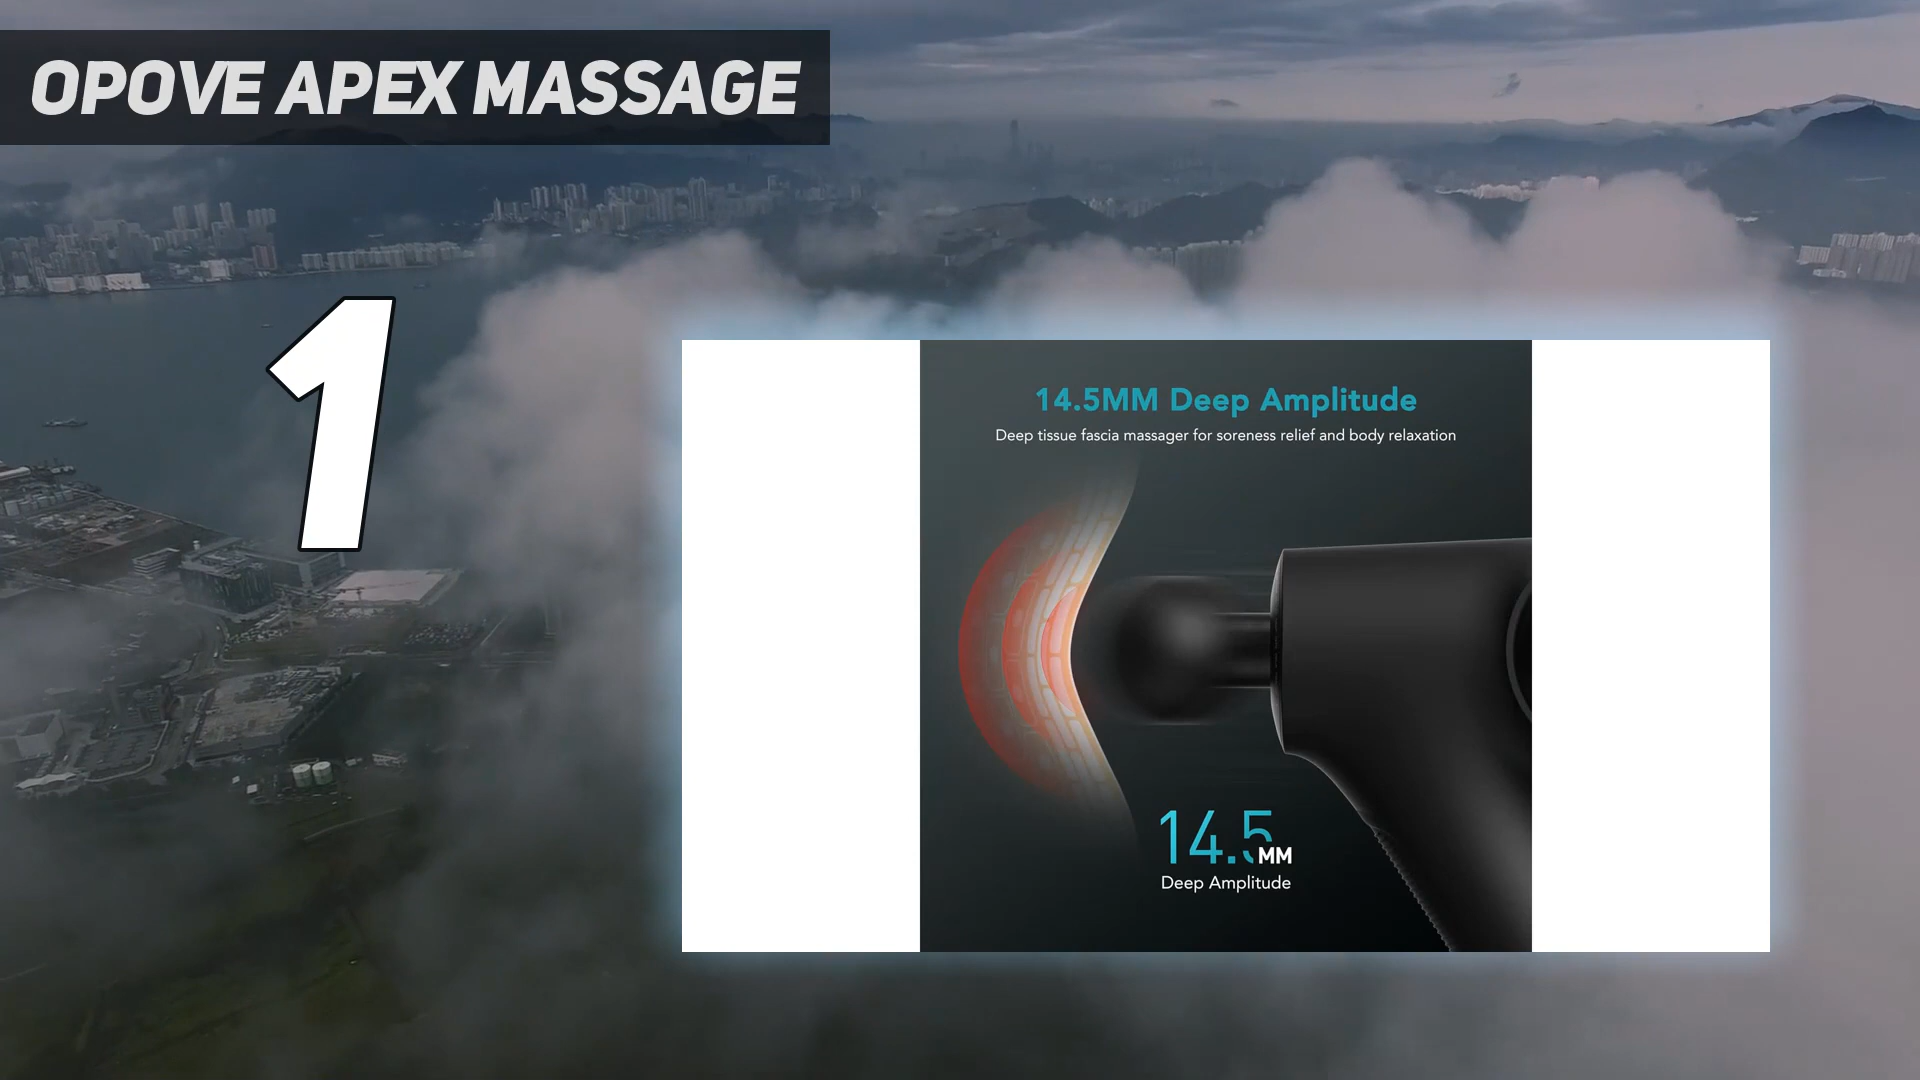 OPOVE APEX MASSAGE
1
14.5MM Deep Amplitude
Deep tissue fascia massager for soreness relief and body relaxation
14.5MM
Deep Amplitude